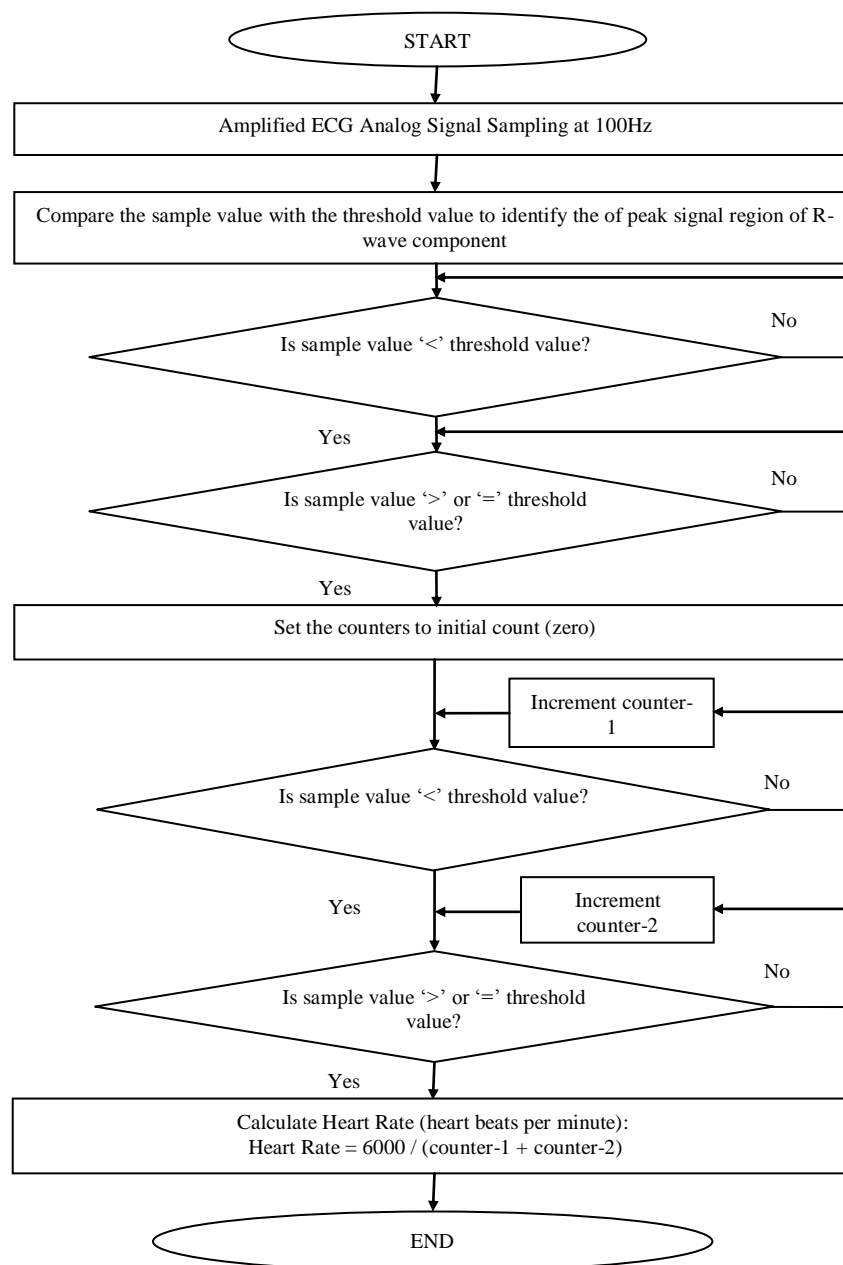 START
Amplified ECG Analog Signal Sampling at 100Hz
Compare the sample value with the threshold value to identify the of peak signal region of R-
wave component
No
Is sample value ‘<’ threshold value?
Yes
No
Is sample value ‘>’ or ‘=’ threshold
value?
Yes
Set the counters to initial count (zero)
Increment counter-
1
No
Is sample value ‘<’ threshold value?
Yes
Increment
counter-2
No
Is sample value ‘>’ or ‘=’ threshold
value?
Yes
Calculate Heart Rate (heart beats per minute):
Heart Rate = 6000 / (counter-1 + counter-2)
END